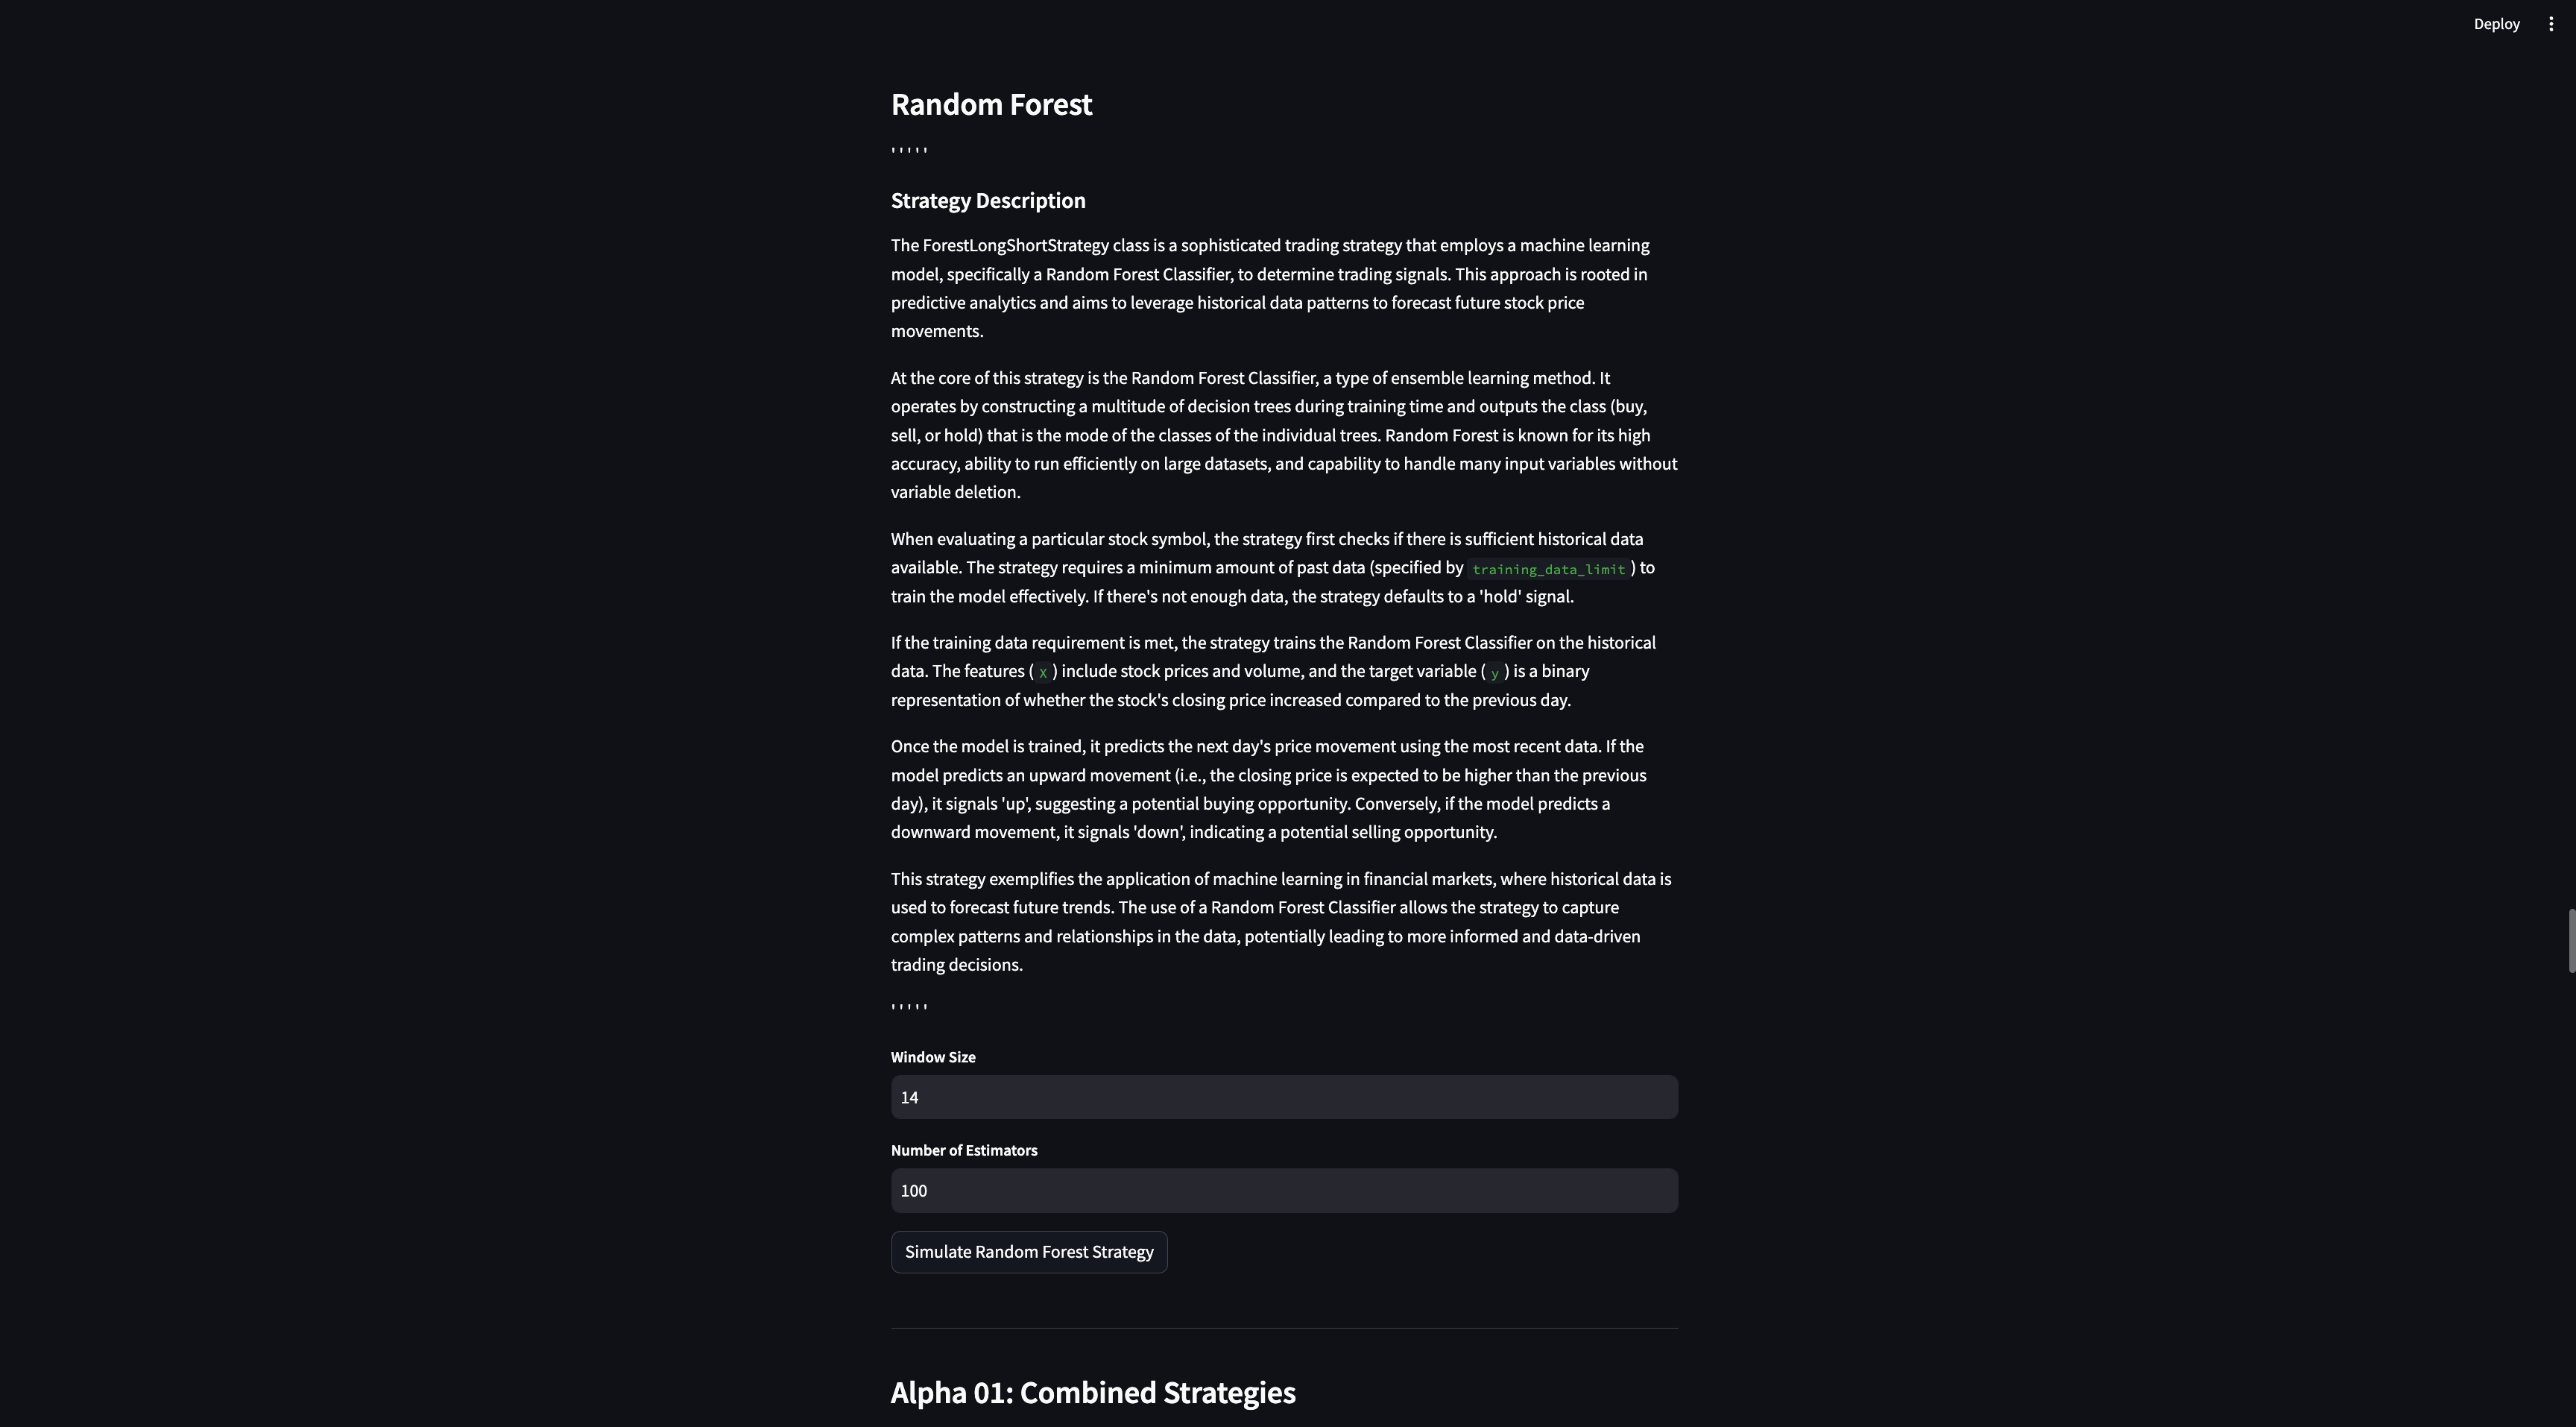 Deploy
Random Forest
'''''
Strategy Description
The ForestLongShortStrategy class is a sophisticated trading strategy that employs a machine learning
model, specifically a Random Forest Classifier, to determine trading signals. This approach is rooted in
predictive analytics and aims to leverage historical data patterns to forecast future stock price
movements.
At the core of this strategy is the Random Forest Classifier, a type of ensemble learning method. It
operates by constructing a multitude of decision trees during training time and outputs the class (buy,
sell, or hold) that is the mode of the classes of the individual trees. Random Forest is known for its high
accuracy, ability to run efficiently on large datasets, and capability to handle many input variables without
variable deletion.
When evaluating a particular stock symbol, the strategy first checks if there is sufficient historical data
available. The strategy requires a minimum amount of past data (specified by training_data_limit ) to
train the model effectively. If there's not enough data, the strategy defaults to a 'hold' signal.
If the training data requirement is met, the strategy trains the Random Forest Classifier on the historical
data. The features ( X ) include stock prices and volume, and the target variable ( y ) is a binary
representation of whether the stock's closing price increased compared to the previous day.
Once the model is trained, it predicts the next day's price movement using the most recent data. If the
model predicts an upward movement (i.e., the closing price is expected to be higher than the previous
day), it signals 'up', suggesting a potential buying opportunity. Conversely, if the model predicts a
downward movement, it signals 'down', indicating a potential selling opportunity.
This strategy exemplifies the application of machine learning in financial markets, where historical data is
used to forecast future trends. The use of a Random Forest Classifier allows the strategy to capture
complex patterns and relationships in the data, potentially leading to more informed and data-driven
trading decisions.
'''''
Window Size
14
Number of Estimators
100
Simulate Random Forest Strategy
Alpha 01: Combined Strategies